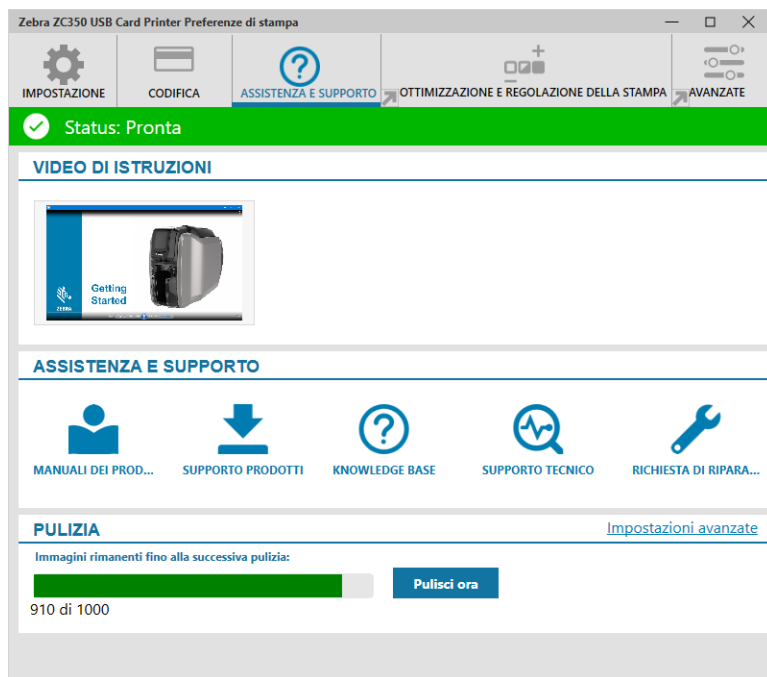 Zebra ZC350 USB Card Printer Preferenze di stampa
IMPOSTAZIONE
CODIFICA
ASSISTENZA E SUPPORTO
OTTIMIZZAZIONE E REGOLAZIONE DELLA STAMPA
AVANZATE
Status: Pronta
VIDEO DI ISTRUZIONI
Getting
Started
ZEBRA
ASSISTENZA E SUPPORTO
MANUALI DEI PROD...
SUPPORTO PRODOTTI
KNOWLEDGE BASE
SUPPORTO TECNICO
RICHIESTA DI RIPARA...
PULIZIA
Impostazioni avanzate
Immagini rimanenti fino alla successiva pulizia:
Pulisci ora
910 di 1000